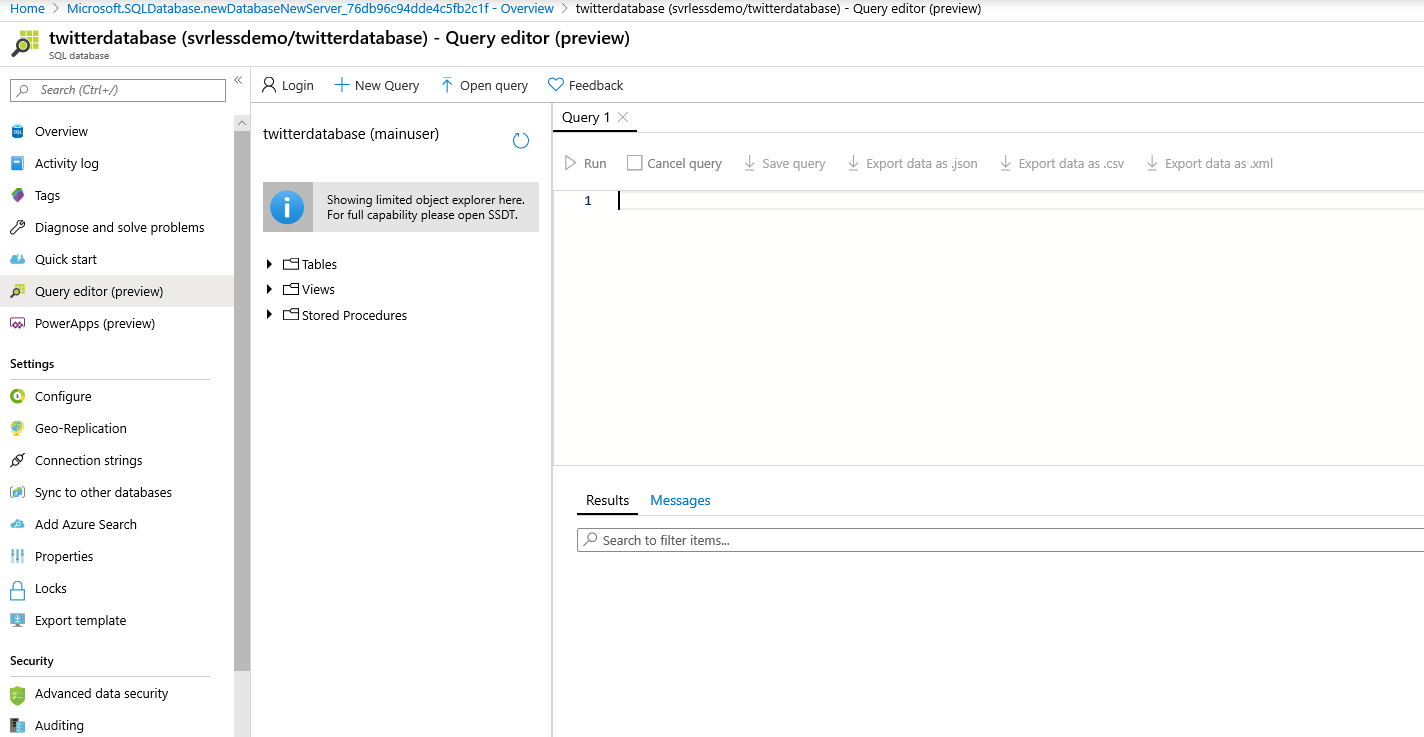 Home > Microsoft.SQLDatabase.newDatabaseNewServer_76db96c94dde4c5fb2c1f - Overview > twitterdatabase (svrlessdemo/twitterdatabase) - Query editor (preview)
twitterdatabase (svrlessdemo/twitterdatabase) - Query editor (preview)
SQL database
Search (Ctrl+/)
«
Overview
Activity log
Tags
Diagnose and solve problems
Quick start
Query editor (preview)
PowerApps (preview)
Settings
Configure
Geo-Replication
Connection strings
Sync to other databases
Add Azure Search
Properties
Locks
Export template
Security
Advanced data security
Auditing
Login
New Query
Open query
Feedback
twitterdatabase (mainuser)
Showing limited object explorer here.
For full capability please open SSDT.
Tables
Views
Stored Procedures
Query 1
Run
Cancel query
Save query
Export data as .json
Export data as .csv
Export data as .xml
1
Results
Messages
Search to filter items...